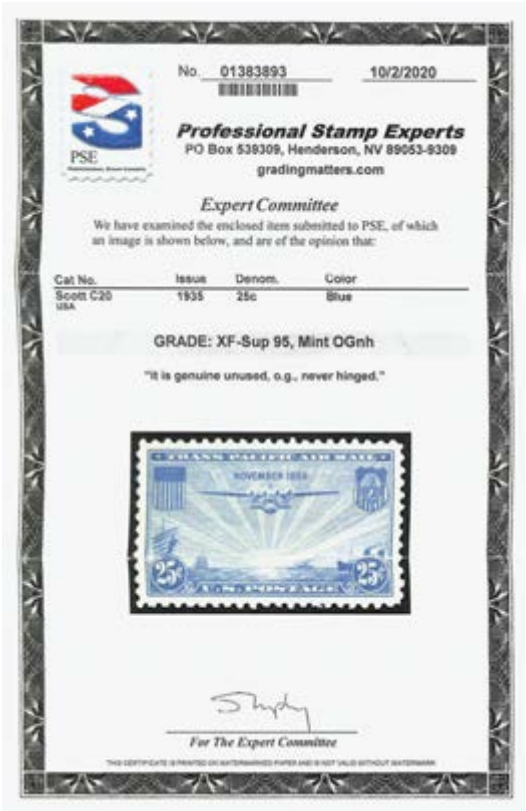 No. 01383893 10/2/2020
PSE
Professional Stamp Experts
PO Box 539309, Henderson, NV 89053-9309
gradingmatters.com
Expert Committee
We have examined the enclosed item submitted to PSE, of which
an image is shown below, and are of the opinion that:
Cat No. Issue Denom. Color
Scott C20 1935 25c Blue
USA
GRADE: XF-Sup 95, Mint OGnh
"it is genuine unused, o.g., never hinged."
TRANS-PACIFIC AIR MAIL
NOVEMBER 1935
25¢ 25¢
U.S. POSTAGE
For The Expert Committee
THIS CERTIFICATE IS PRINTED ON WATERMARKED PAPER AND IS NOT VALID WITHOUT WATERMARK